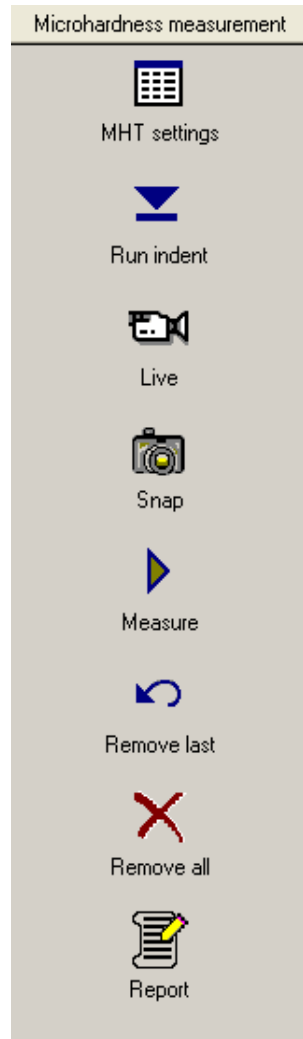 Microhardness measurement
MHT settings
Run indent
Live
Snap
Measure
Remove last
Remove all
Report